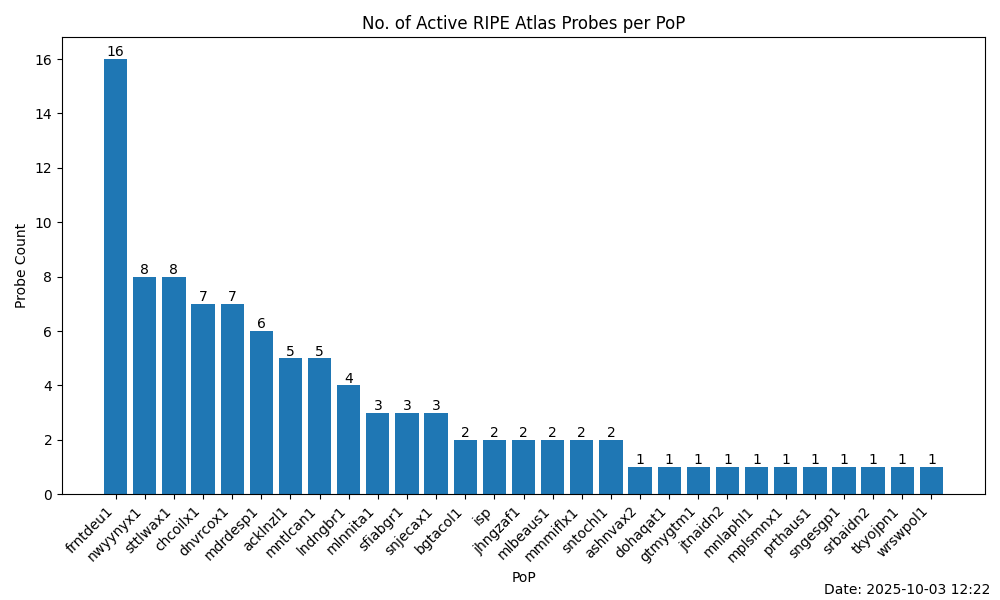 No. of Active RIPE Atlas Probes per PoP
Probe Count
16
14
12
10
8
6
4
2
0
16
8
8
7
7
6
5
5
4
3
3
3
2
2
2
2
2
2
1
1
1
1
1
1
1
1
1
1
1
frntdeu1
nwyynyx1
sttlwax1
chcoilx1
dnvrcox1
mdrdesp1
acklnzl1
mntlcan1
lndngbr1
mlnnita1
sfiabgr1
snjecax1
bgtacol1
isp
jhngzaf1
mlbeaus1
mmmiflx1
sntochl1
ashnvax2
dohaqat1
gtmygtm1
jtnaidn2
mnlaphl1
mplsmnx1
prthaus1
sngesgp1
srbaidn2
tkyojpn1
wrswpol1
PoP
Date: 2025-10-03 12:22